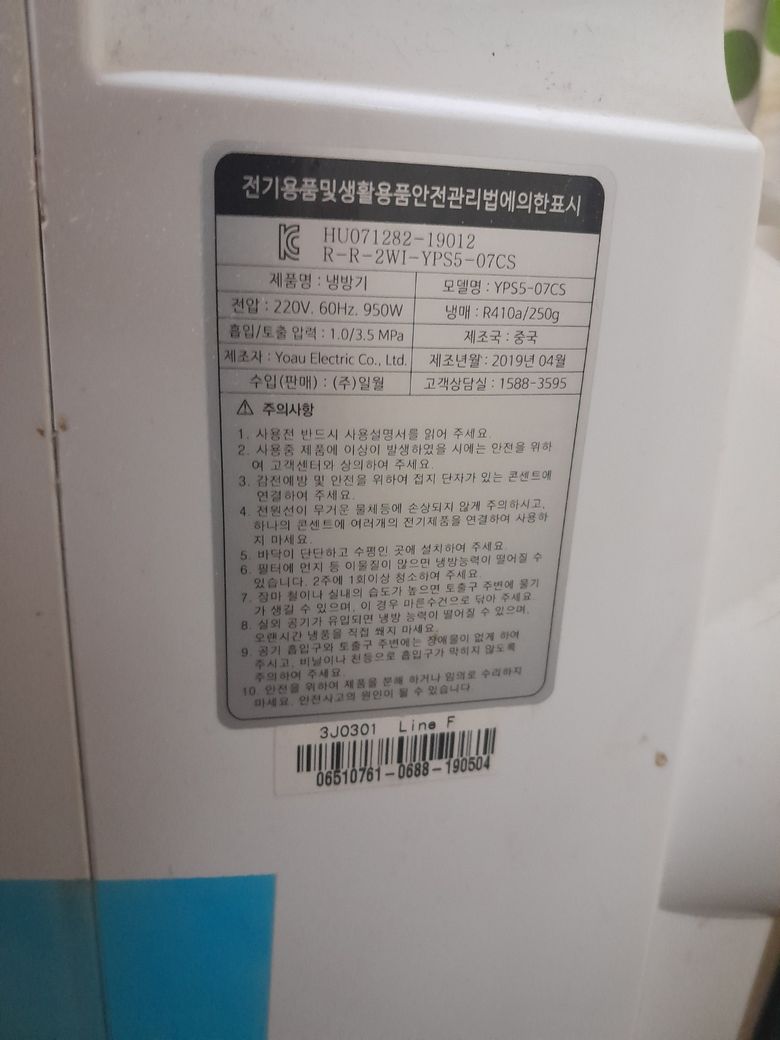 전기용품및생활용품안전관리법에의한표시
HU071282-19012
R-R-2WI-YPS5-07CS
제품명 : 냉방기
모델명 : YPS5-07CS
전압 : 220V. 60Hz. 950W
냉매 : R410a/250g
흡입/토출 압력 : 1.0/3.5 MPa
제조국 : 중국
제조자 : Yoau Electric Co., Ltd.
제조년월 : 2019년 04월
수입(판매) : (주)일월
고객상담실 : 1588-3595
주의사항
1. 사용전 반드시 사용설명서를 읽어 주세요.
2. 사용중 제품에 이상이 발생하였을 시에는 안전을 위하
여 고객센터와 상의하여 주세요.
3. 감전예방 및 안전을 위하여 접지 단자가 있는 콘센트에
연결하여 주세요.
4. 전원선이 무거운 물체등에 손상되지 않게 주의하시고,
하나의 콘센트에 여러개의 전기제품을 연결하여 사용하
지 마세요.
5. 바닥이 단단하고 수평인 곳에 설치하여 주세요.
6. 필터에 먼지 등 이물질이 않으면 냉방능력이 떨어질 수
있습니다. 2주에 1회이상 청소하여 주세요.
7. 장마 철이나 실내의 습도가 높으면 토출구 주변에 물기
가 생길 수 있으며, 이 경우 마른수건으로 닦아 주세요.
8. 실외 공기가 유입되면 냉방 능력이 떨어질 수 있으며,
오랜시간 냉풍을 직접 쐐지 마세요.
9. 공기 흡입구와 토출구 주변에는 장애물이 없게 하여
주시고, 비닐이나 천등으로 흡입구가 막히지 않도록
주의하여 주세요.
10. 안전을 위하여 제품을 분해 하거나 임의로 수리하지
마세요. 안전사고의 원인이 될 수 있습니다.
3J0301 Line F
06510761-0688-190504